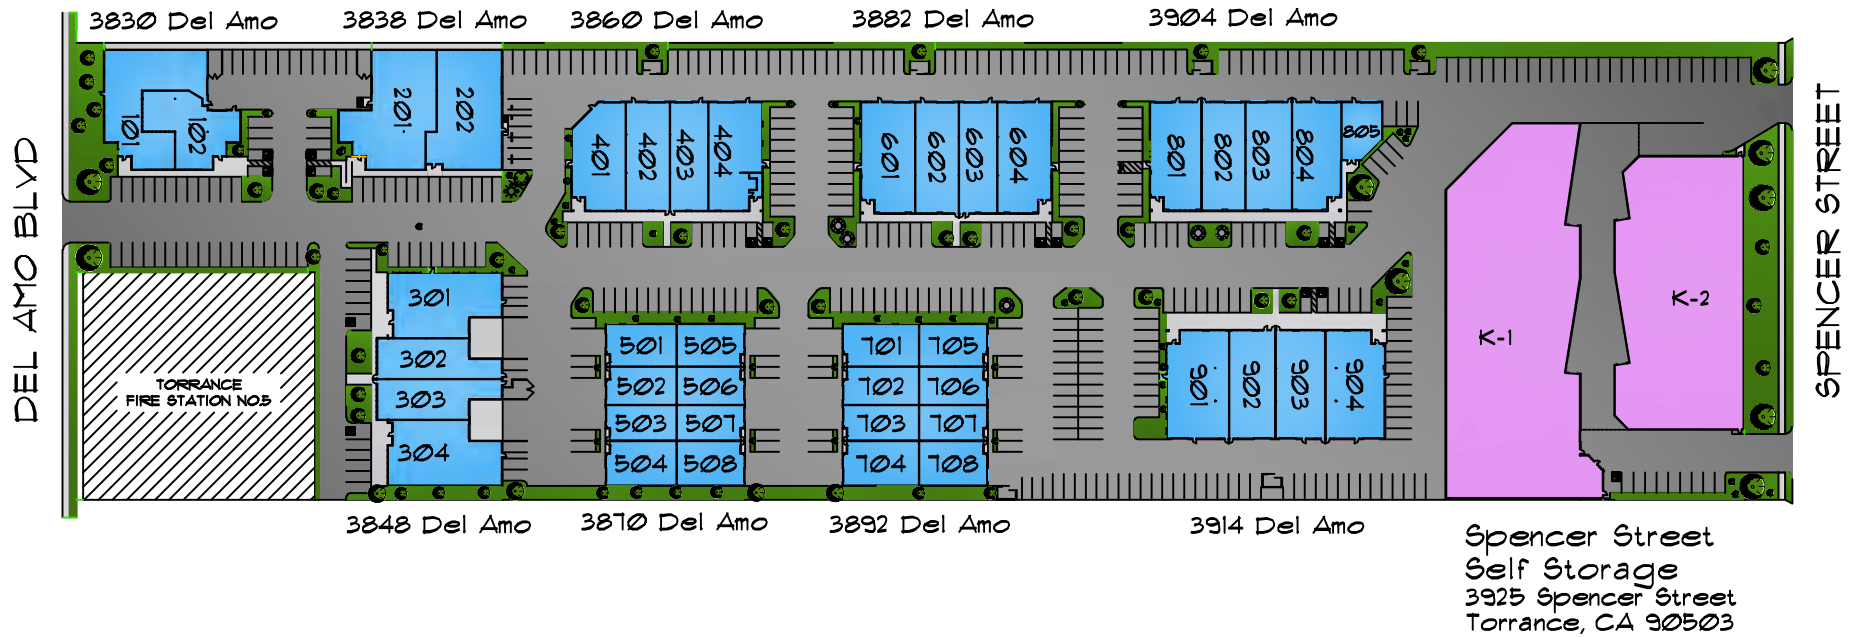 3830 Del Amo
3838 Del Amo
3860 Del Amo
3882 Del Amo
3904 Del Amo
DEL AMO BLVD
SPENCER STREET
101
102
201
202
401
402
403
404
601
602
603
604
801
802
803
804
805
301
302
303
304
501
505
502
506
503
507
504
508
701
705
702
706
703
707
704
708
901
902
903
904
K-1
K-2
TORRANCE
FIRE STATION NO.5
3848 Del Amo
3870 Del Amo
3892 Del Amo
3914 Del Amo
Spencer Street
Self Storage
3925 Spencer Street
Torrance, CA 90503